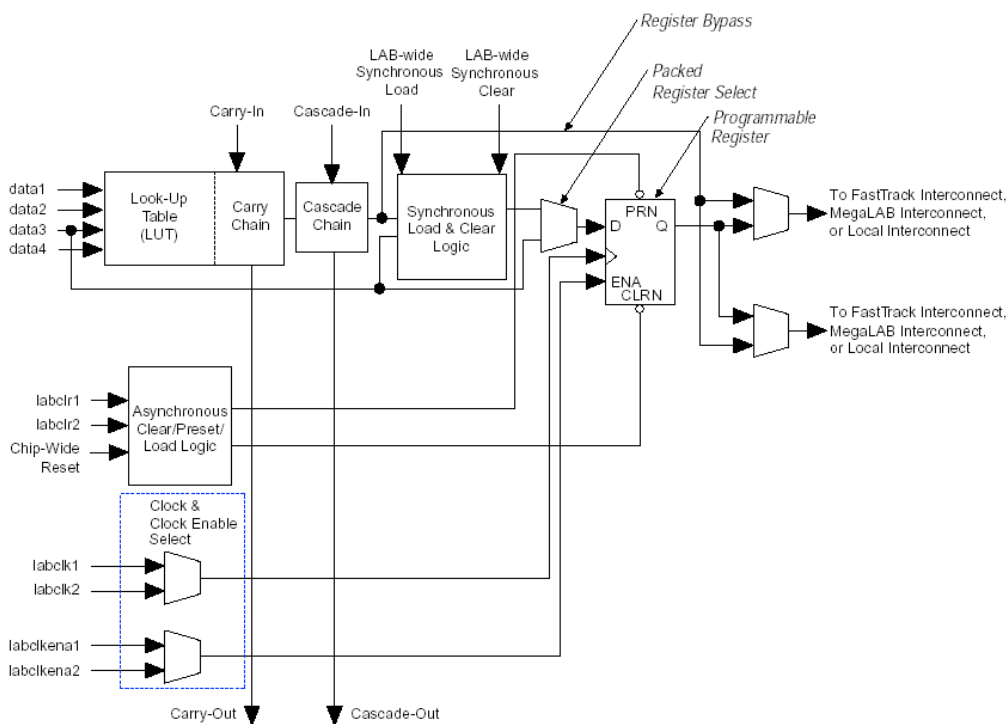 Register Bypass
LAB-wide
Synchronous
Load
LAB-wide
Synchronous
Clear
Packed
Register Select
Carry-In
Cascade-In
Programmable
Register
data1
data2
data3
data4
Look-Up
Table
(LUT)
Carry
Chain
Cascade
Chain
Synchronous
Load & Clear
Logic
PRN
D
Q
ENA
CLRN
To FastTrack Interconnect,
MegaLAB Interconnect,
or Local Interconnect
To FastTrack Interconnect,
MegaLAB Interconnect,
or Local Interconnect
labclr1
labclr2
Chip-Wide
Reset
Asynchronous
Clear/Preset/
Load Logic
Clock &
Clock Enable
Select
labclk1
labclk2
labclkena1
labclkena2
Carry-Out
Cascade-Out